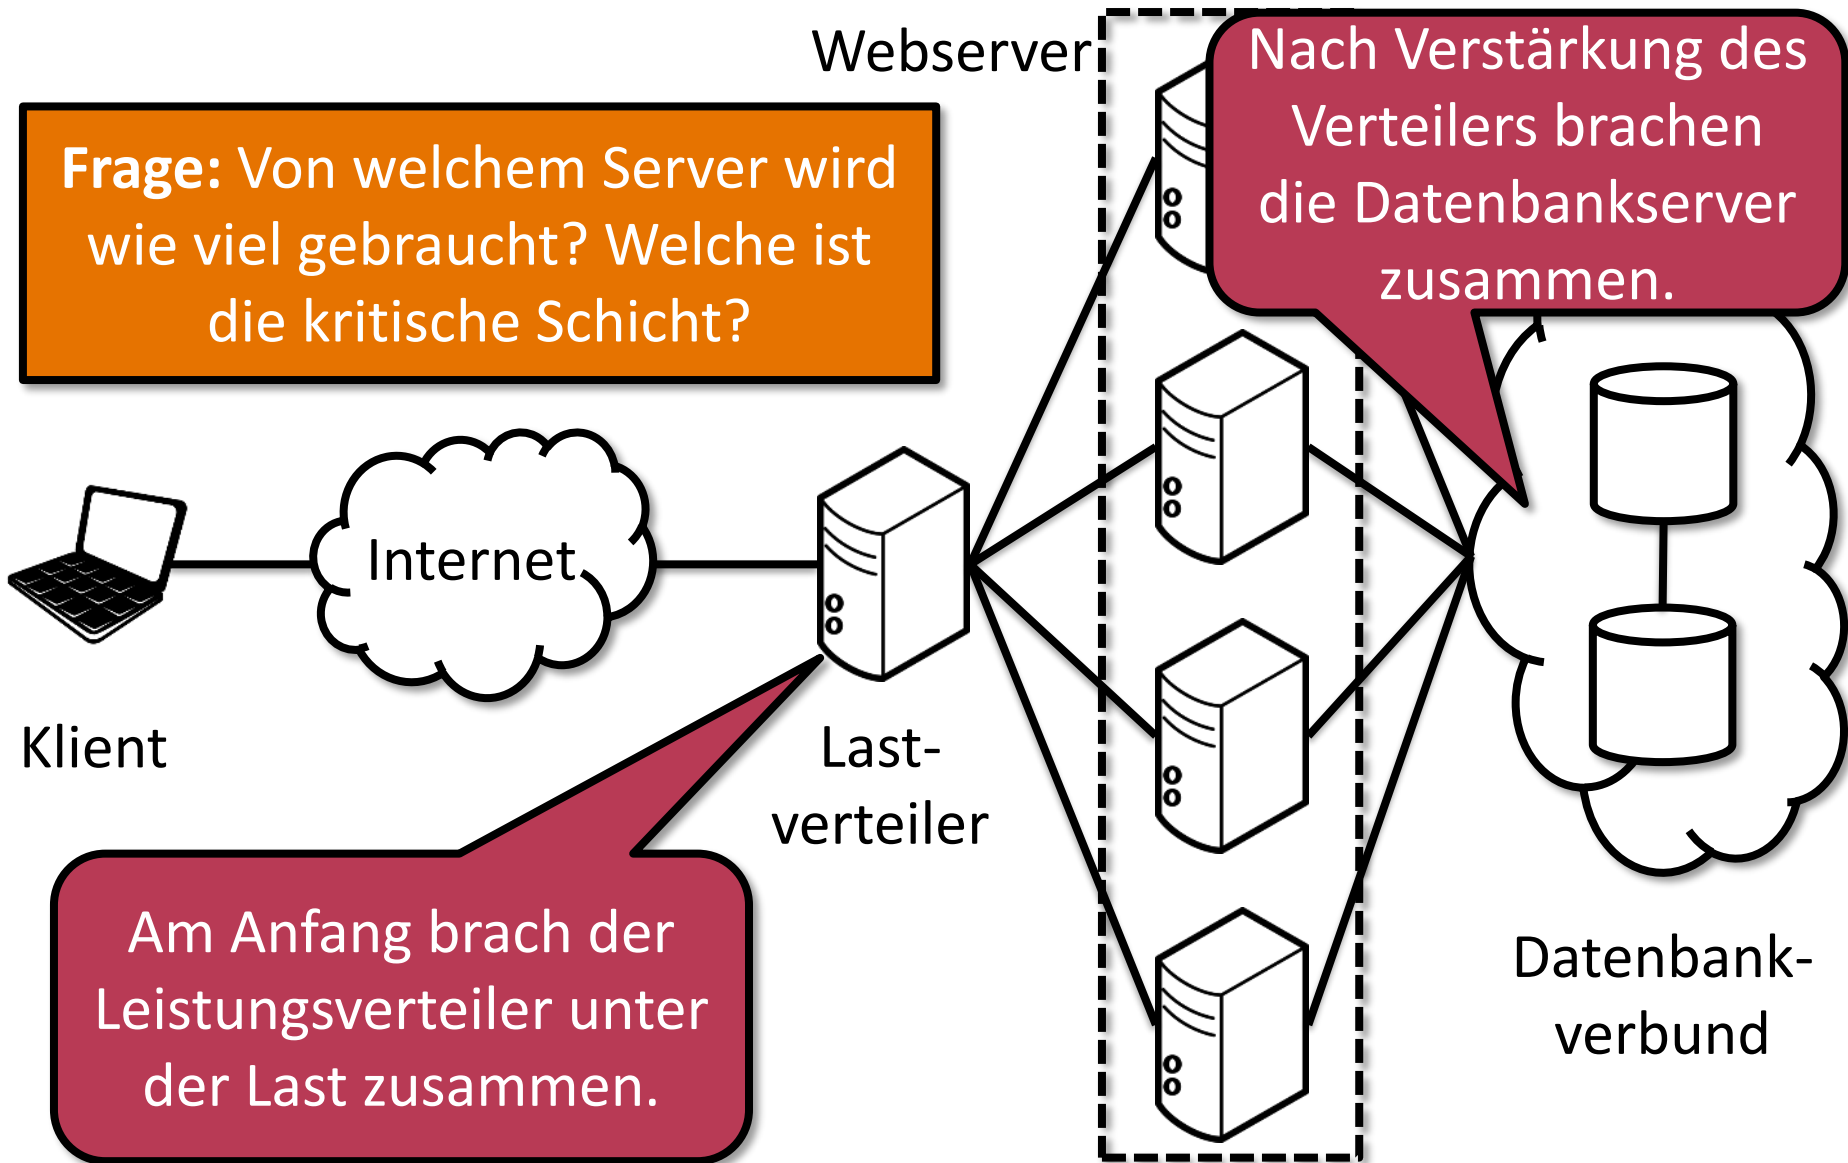 Webserver
Nach Verstärkung des
Verteilers brachen
die Datenbankserver
zusammen.
Frage: Von welchem Server wird
wie viel gebraucht? Welche ist
die kritische Schicht?
Internet
Klient
Last-
verteiler
Am Anfang brach der
Leistungsverteiler unter
der Last zusammen.
Datenbank-
verbund